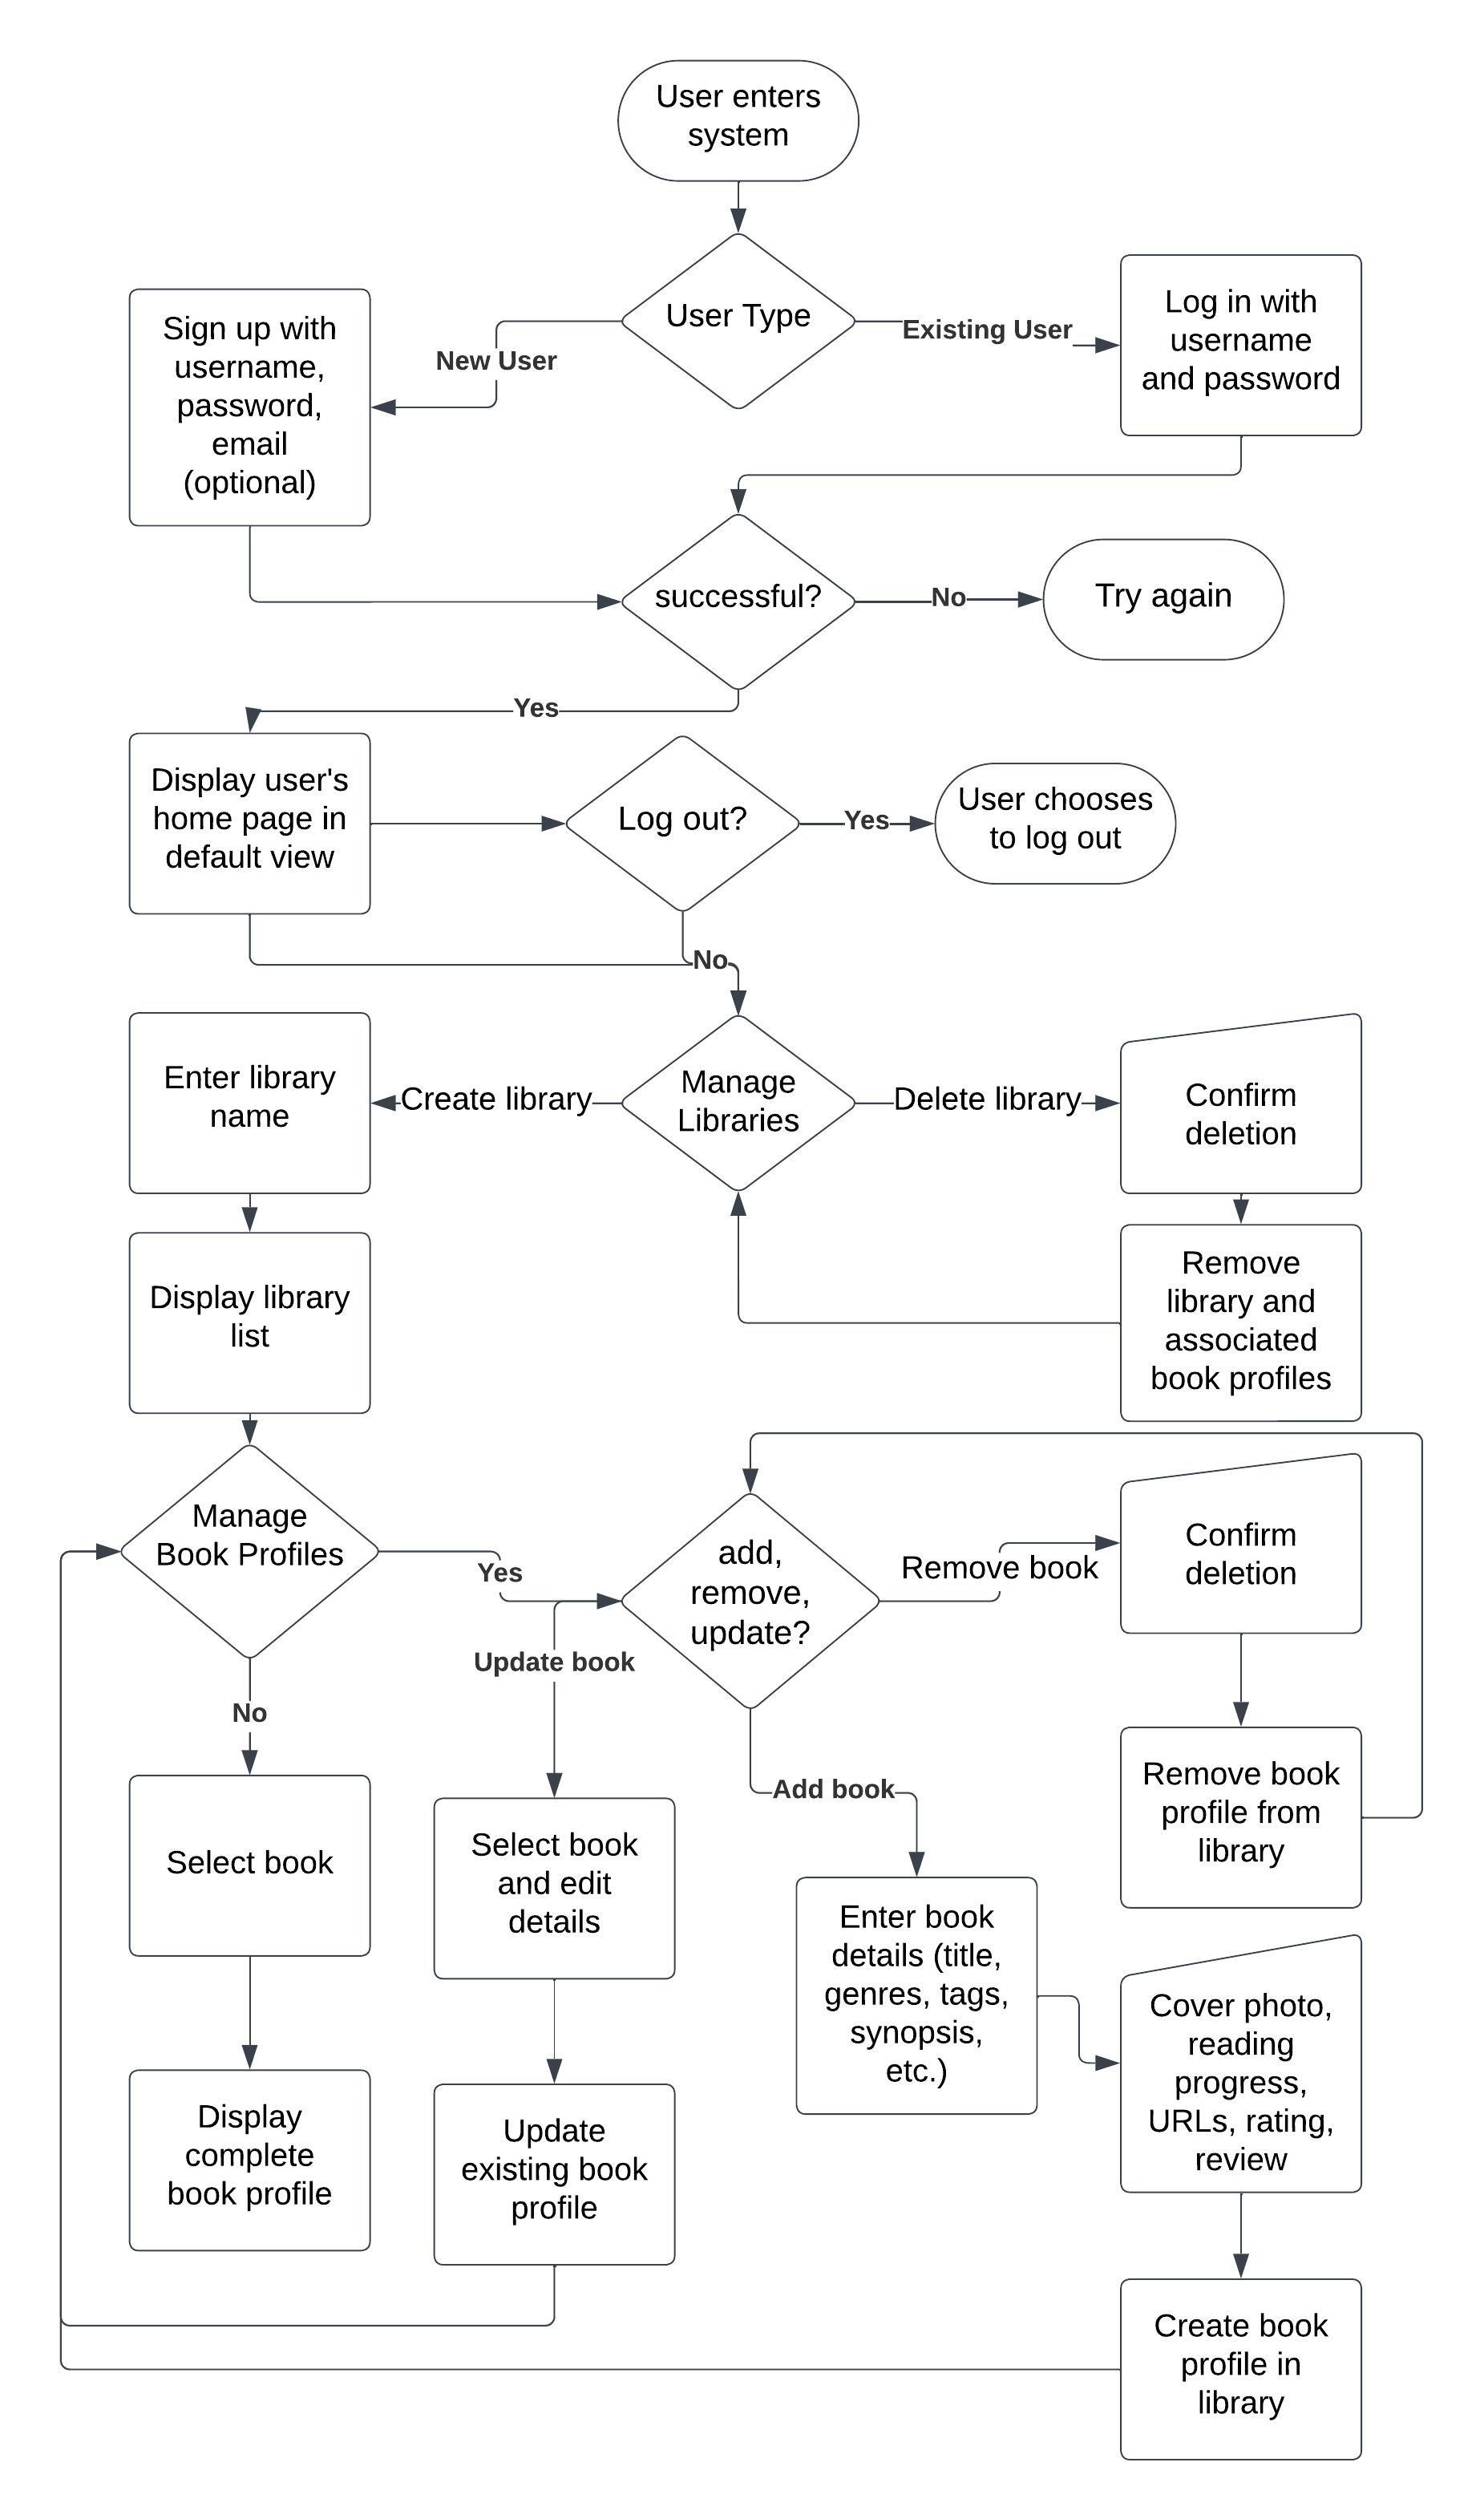 User enters
system
User Type
New User
Existing User
Sign up with
username,
password,
email
(optional)
Log in with
username
and password
successful?
No
Try again
Yes
Display user's
home page in
default view
Log out?
Yes
User chooses
to log out
No
Enter library
name
Create library
Manage
Libraries
Delete library
Confirm
deletion
Display library
list
Remove
library and
associated
book profiles
Manage
Book Profiles
Yes
add,
remove,
update?
Remove book
Confirm
deletion
Update book
No
Add book
Select book
Select book
and edit
details
Remove book
profile from
library
Enter book
details (title,
genres, tags,
synopsis,
etc.)
Cover photo,
reading
progress,
URLs, rating,
review
Display
complete
book profile
Update
existing book
profile
Create book
profile in
library